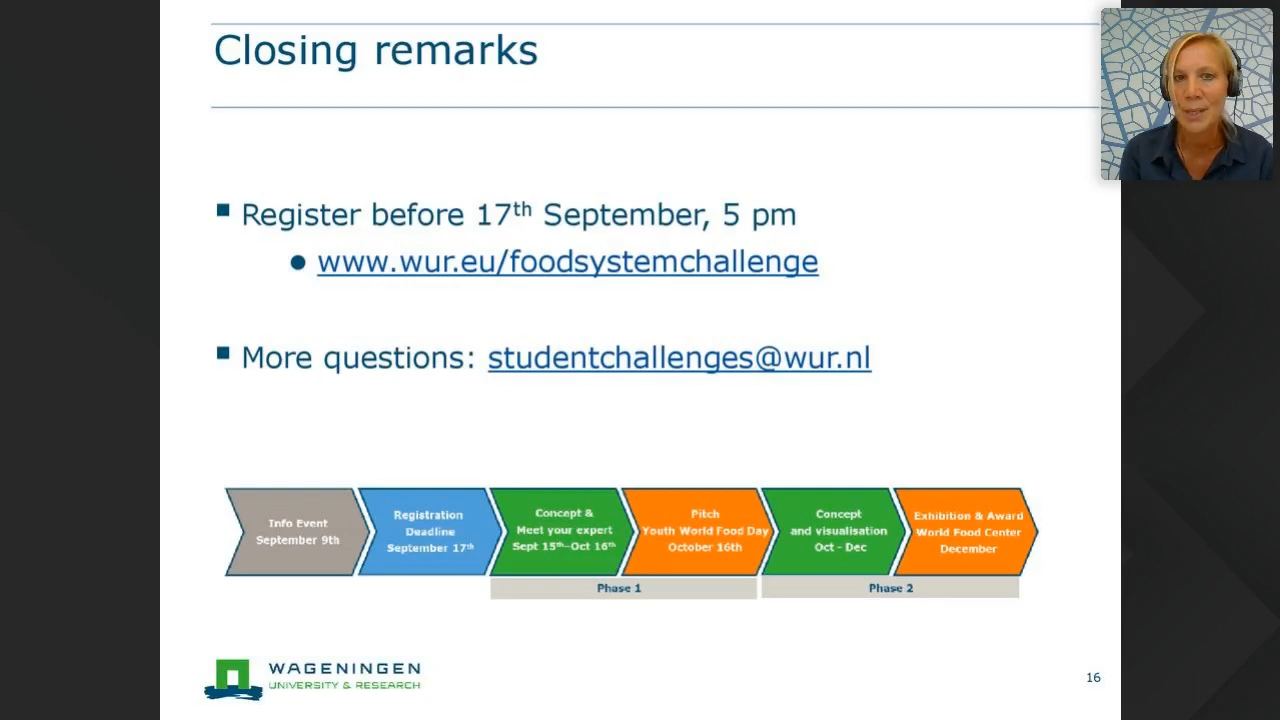 Closing remarks
Register before 17th September, 5 pm
www.wur.eu/foodsystemchallenge
More questions: studentchallenges@wur.nl
Info Event
September 9th
Registration
Deadline
September 17th
Concept &
Meet your expert
Sept 15th–Oct 16th
Pitch
Youth World Food Day
October 16th
Concept
and visualisation
Oct - Dec
Exhibition & Award
World Food Center
December
Phase 1
Phase 2
WAGENINGEN
UNIVERSITY & RESEARCH
16